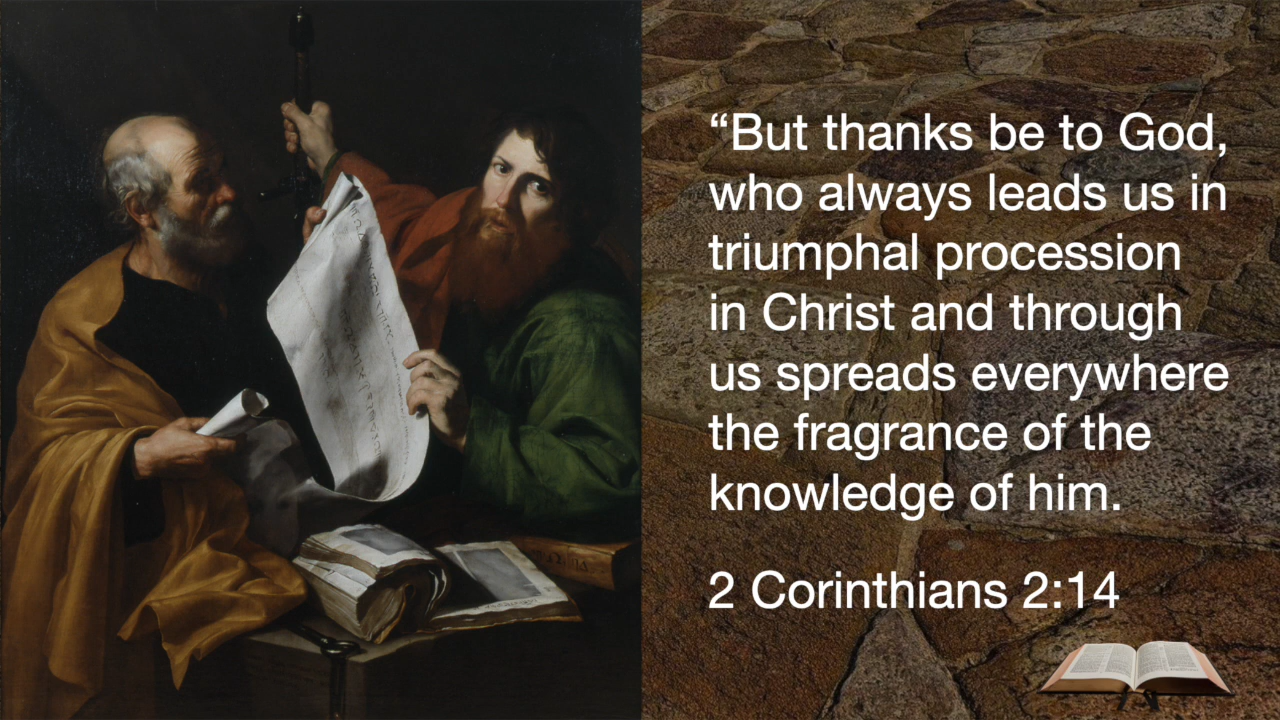 “But thanks be to God,
who always leads us in
triumphal procession
in Christ and through
us spreads everywhere
the fragrance of the
knowledge of him.
2 Corinthians 2:14